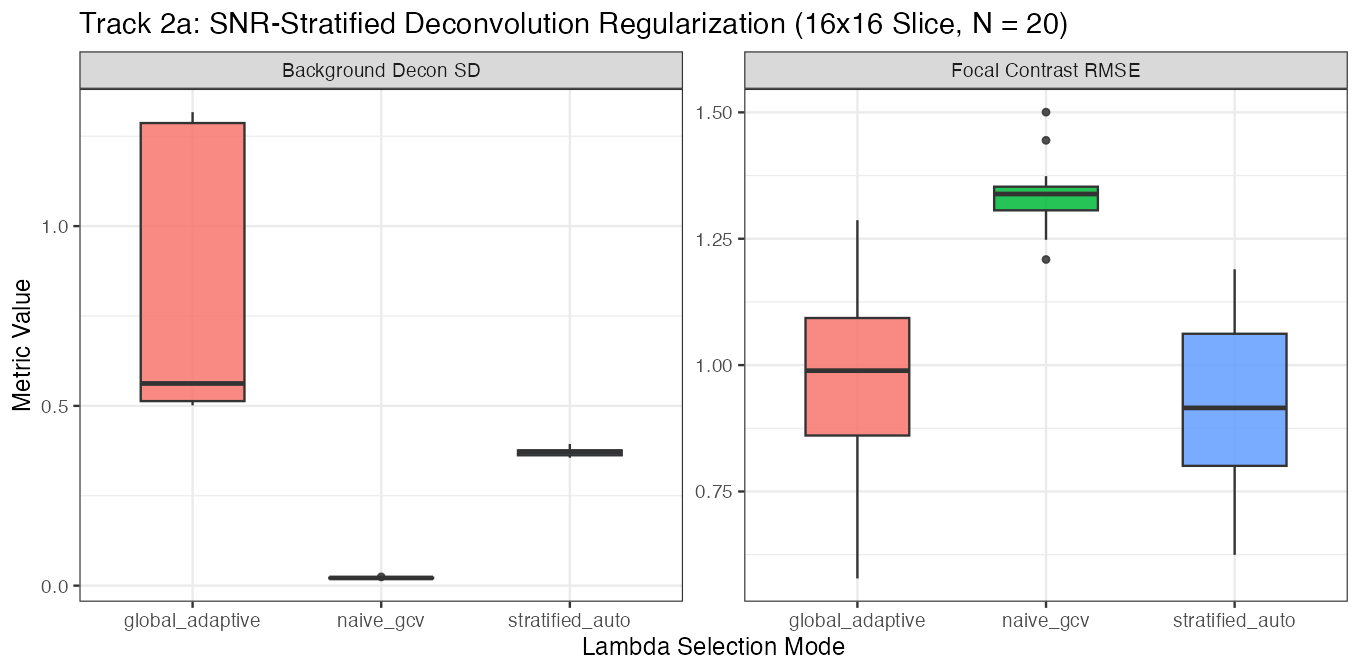 Track 2a: SNR-Stratified Deconvolution Regularization (16x16 Slice, N = 20)
Background Decon SD
Focal Contrast RMSE
Metric Value
1.0
0.5
0.0
1.50
1.25
1.00
0.75
global_adaptive
naive_gcv
stratified_auto
global_adaptive
naive_gcv
stratified_auto
Lambda Selection Mode